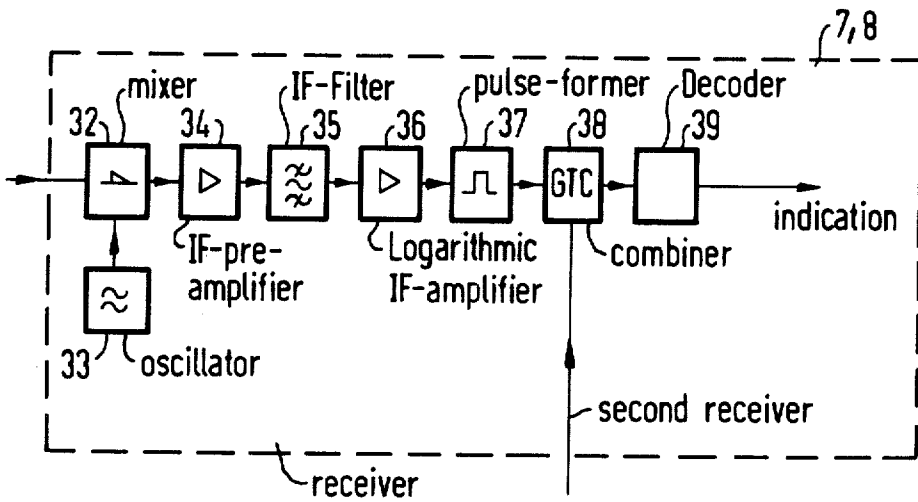 7,8
mixer
IF-Filter
pulse-former
Decoder
32
34
35
36
37
38
39
GTC
indication
IF-pre-
amplifier
Logarithmic
IF-amplifier
combiner
33
oscillator
second receiver
receiver